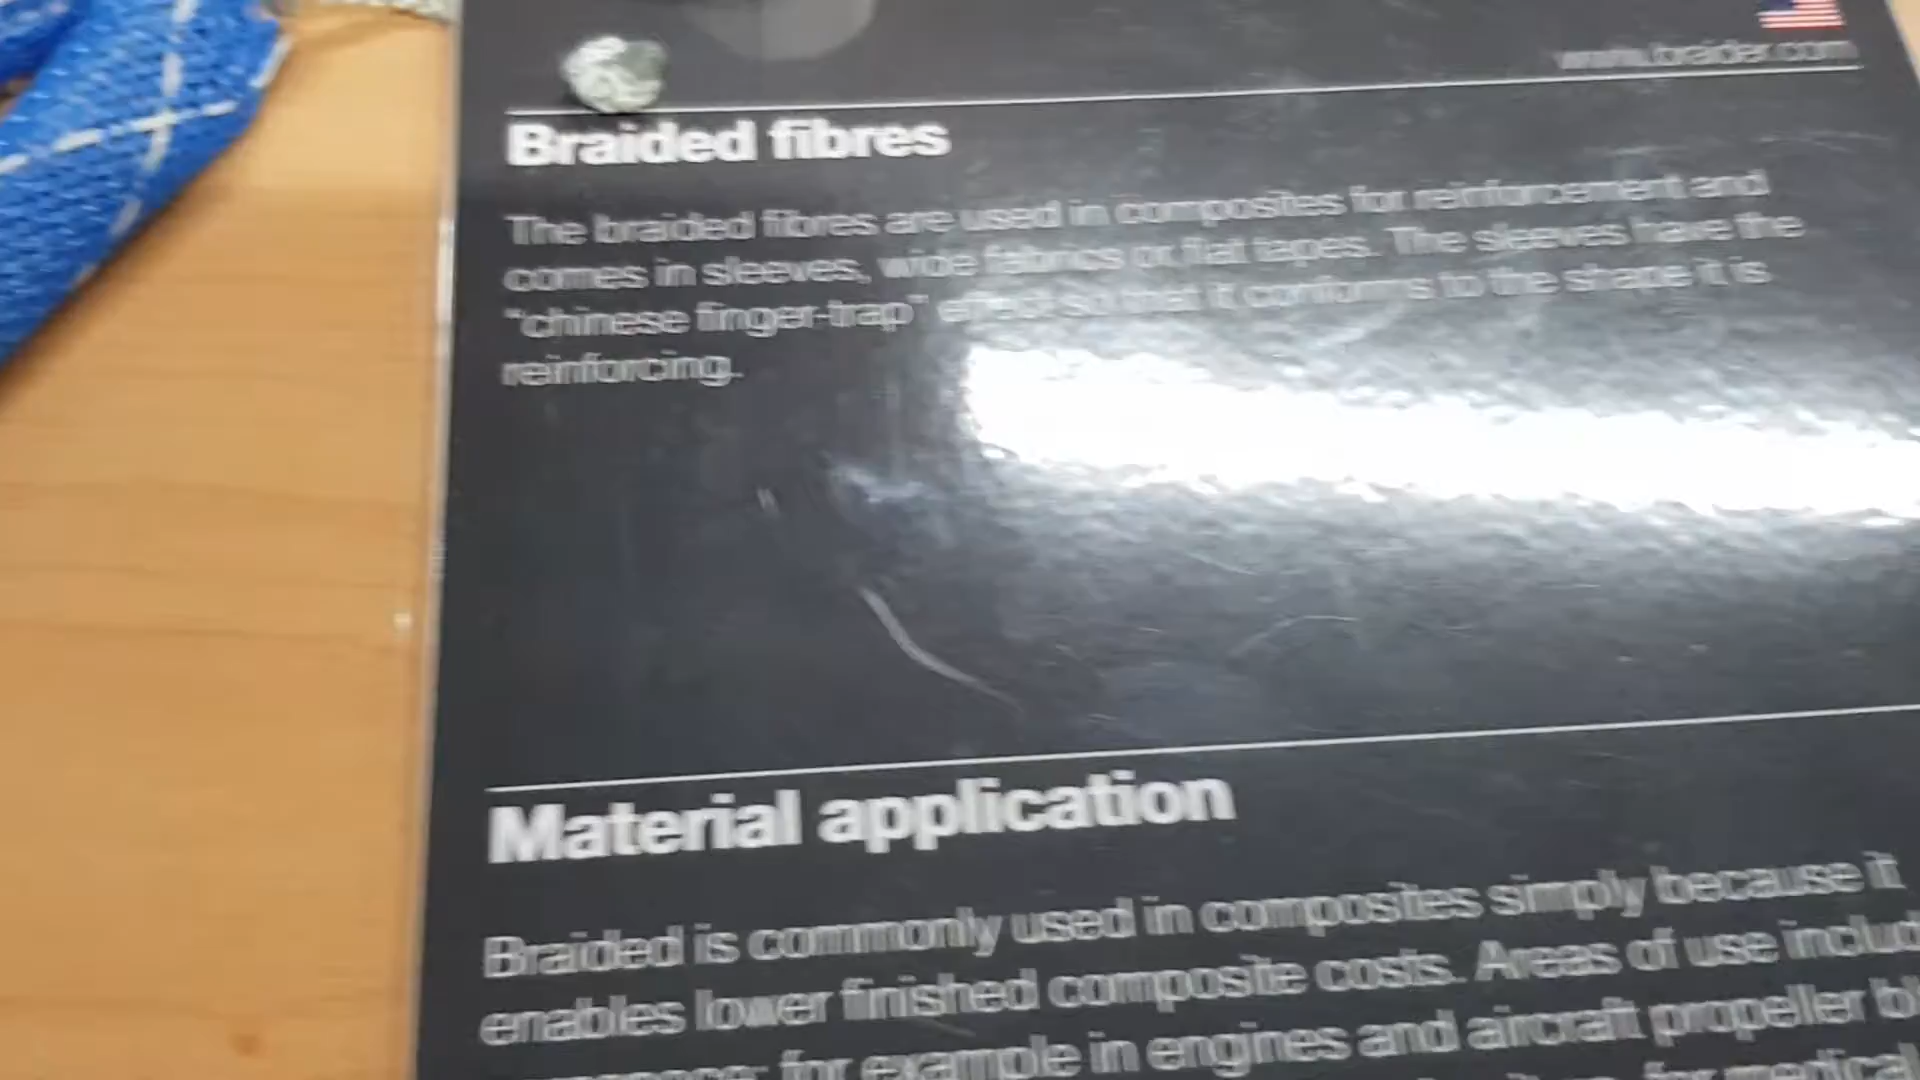 www.braider.com
Braided fibres
The braided fibres are used in composites for reinforcement and
comes in sleeves, wide fabrics or flat tapes. The sleeves have the
“chinese finger-trap” effect so that it conforms to the shape it is
reinforcing.
Material application
Braided is commonly used in composites simply because it
enables lower finished composite costs. Areas of use includ
for example in engines and aircraft propeller bl
for medical